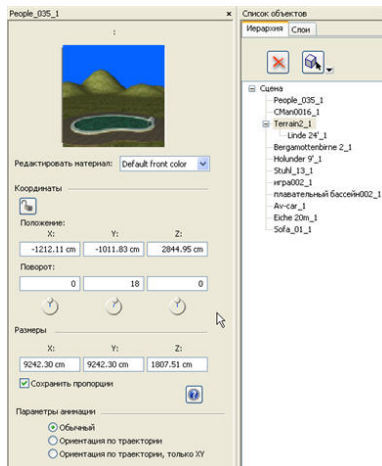 People_035_1
×
:
Редактировать материал: Default front color
Координаты
Положение:
X: Y: Z:
-1212.11 cm -1011.83 cm 2844.95 cm
Поворот:
0 18 0
Размеры
X: Y: Z:
9242.30 cm 9242.30 cm 1807.51 cm
Сохранить пропорции
Параметры анимации
Обычный
Ориентация по траектории
Ориентация по траектории, только XY
Список объектов
Иерархия Слои
Сцена
People_035_1
CMan0016_1
Terrain2_1
Linde 24'_1
Bergamottenbirne 2_1
Holunder 9'_1
Stuhl_13_1
игра002_1
плавательный бассейн002_1
Av-car_1
Eiche 20m_1
Sofa_01_1